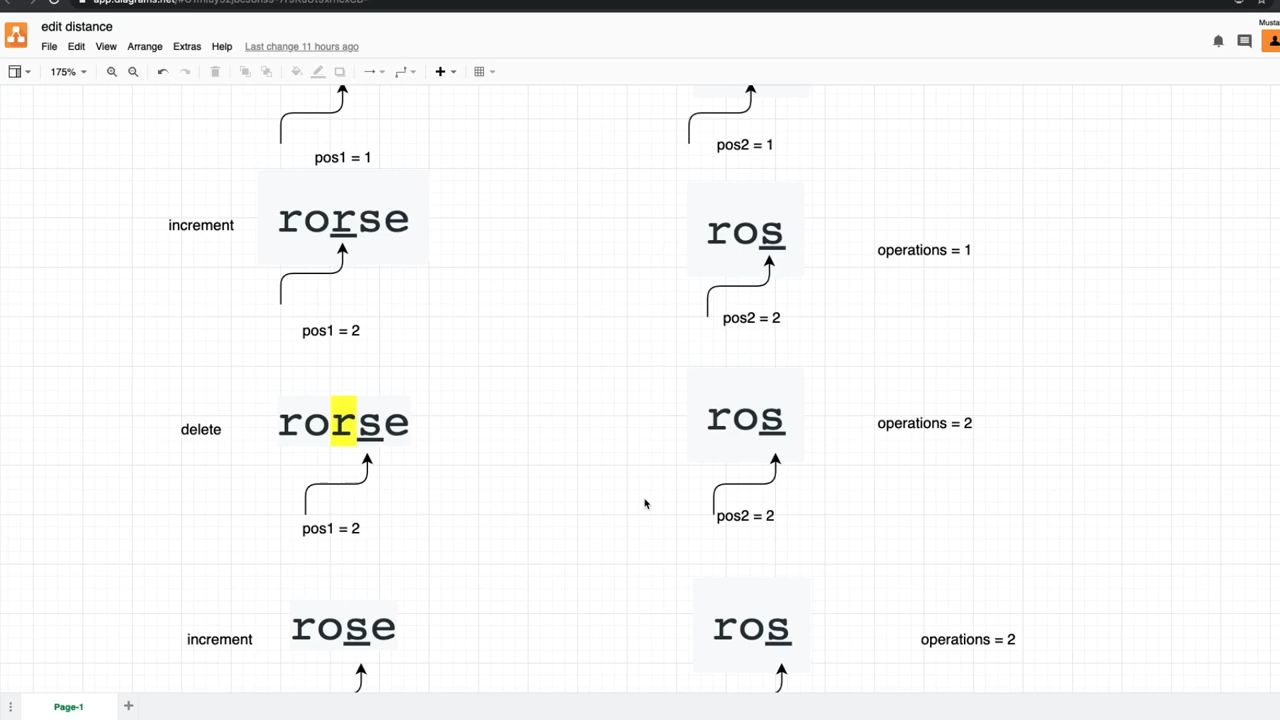 edit distance
Musta
File Edit View Arrange Extras Help Last change 11 hours ago
175%
pos1 = 1
pos2 = 1
increment
rorse
ros
operations = 1
pos1 = 2
pos2 = 2
delete
rorse
ros
operations = 2
pos1 = 2
pos2 = 2
increment
rose
ros
operations = 2
Page-1